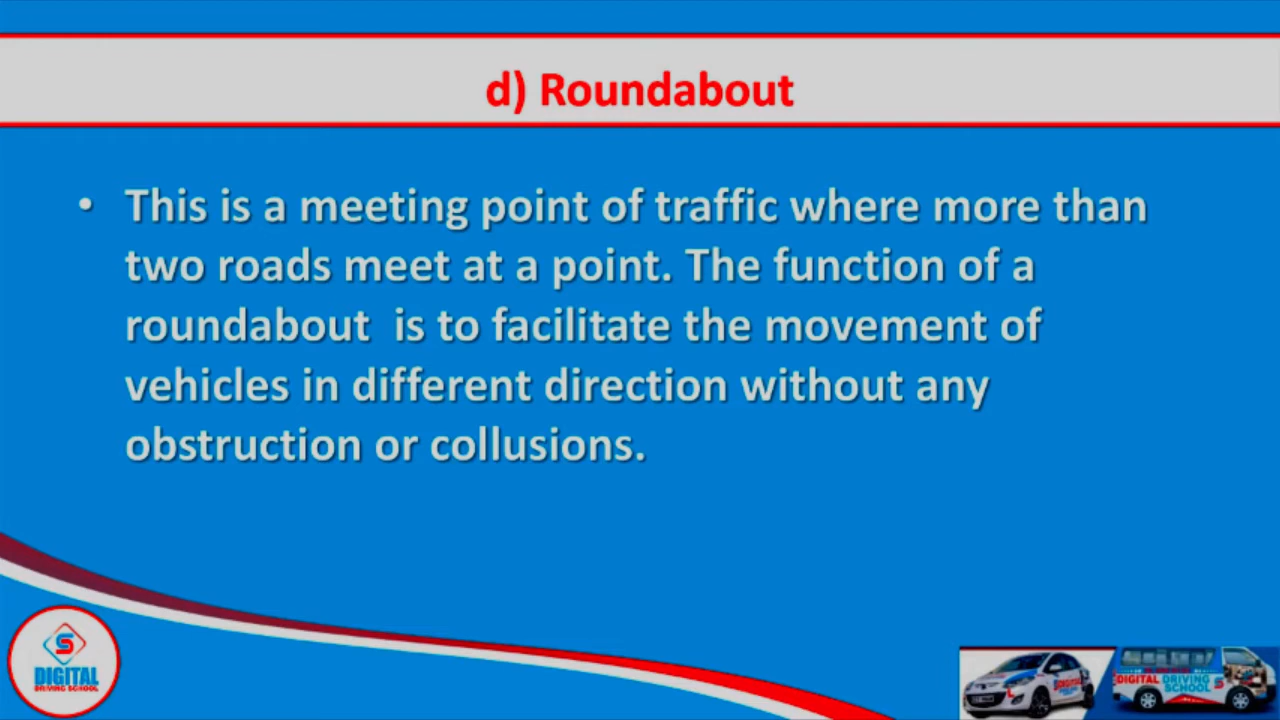 d) Roundabout
• This is a meeting point of traffic where more than
two roads meet at a point. The function of a
roundabout  is to facilitate the movement of
vehicles in different direction without any
obstruction or collusions.
S
DIGITAL
DRIVING SCHOOL
DIGITAL DRIVING
SCHOOL